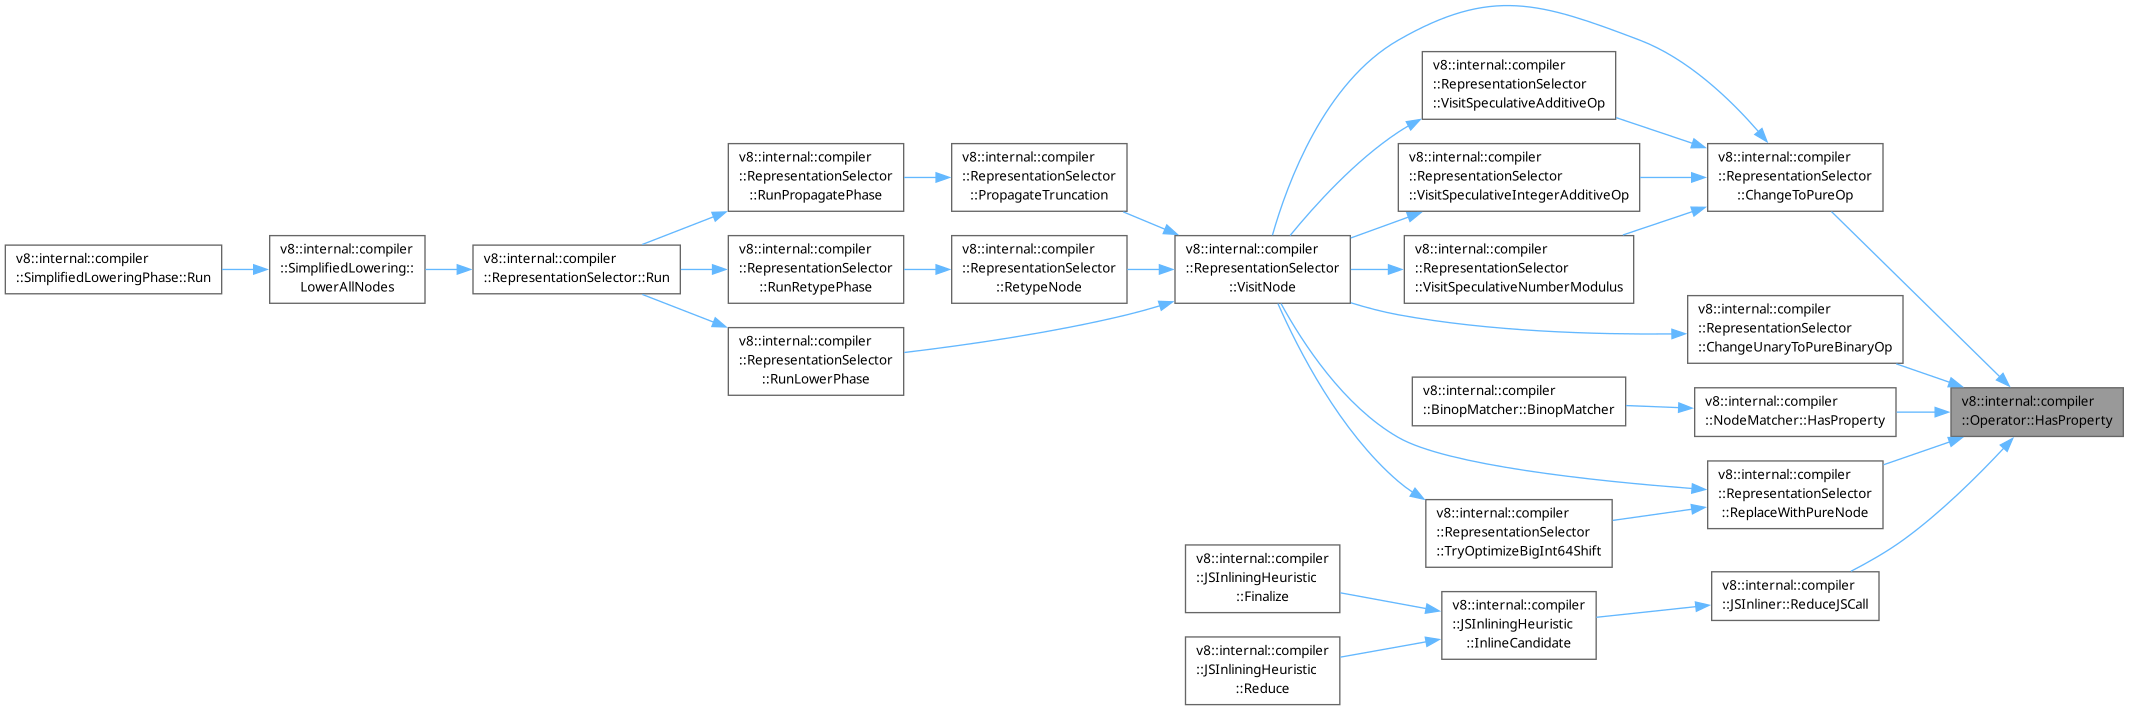 v8::internal::compiler
::SimplifiedLoweringPhase::Run
v8::internal::compiler
::SimplifiedLowering::
LowerAllNodes
v8::internal::compiler
::RepresentationSelector::Run
v8::internal::compiler
::RepresentationSelector
::RunPropagatePhase
v8::internal::compiler
::RepresentationSelector
::RunRetypePhase
v8::internal::compiler
::RepresentationSelector
::RunLowerPhase
v8::internal::compiler
::RepresentationSelector
::PropagateTruncation
v8::internal::compiler
::RepresentationSelector
::RetypeNode
v8::internal::compiler
::RepresentationSelector
::VisitNode
v8::internal::compiler
::JSInliningHeuristic
::Finalize
v8::internal::compiler
::JSInliningHeuristic
::Reduce
v8::internal::compiler
::RepresentationSelector
::VisitSpeculativeAdditiveOp
v8::internal::compiler
::RepresentationSelector
::VisitSpeculativeIntegerAdditiveOp
v8::internal::compiler
::RepresentationSelector
::VisitSpeculativeNumberModulus
v8::internal::compiler
::BinopMatcher::BinopMatcher
v8::internal::compiler
::RepresentationSelector
::TryOptimizeBigInt64Shift
v8::internal::compiler
::JSInliningHeuristic
::InlineCandidate
v8::internal::compiler
::RepresentationSelector
::ChangeToPureOp
v8::internal::compiler
::RepresentationSelector
::ChangeUnaryToPureBinaryOp
v8::internal::compiler
::NodeMatcher::HasProperty
v8::internal::compiler
::RepresentationSelector
::ReplaceWithPureNode
v8::internal::compiler
::JSInliner::ReduceJSCall
v8::internal::compiler
::Operator::HasProperty